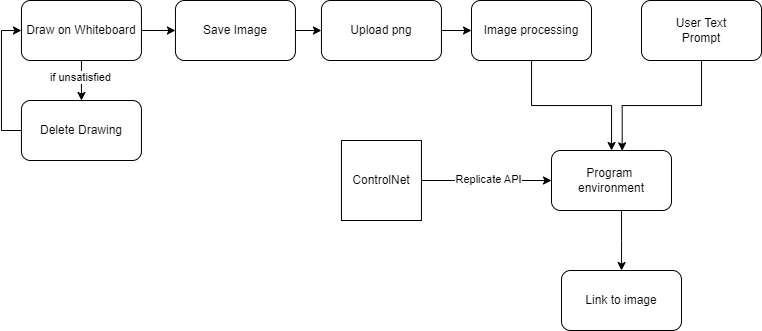 Draw on Whiteboard
Save Image
Upload png
Image processing
User Text
Prompt
if unsatisfied
Delete Drawing
ControlNet
Replicate API
Program
environment
Link to image